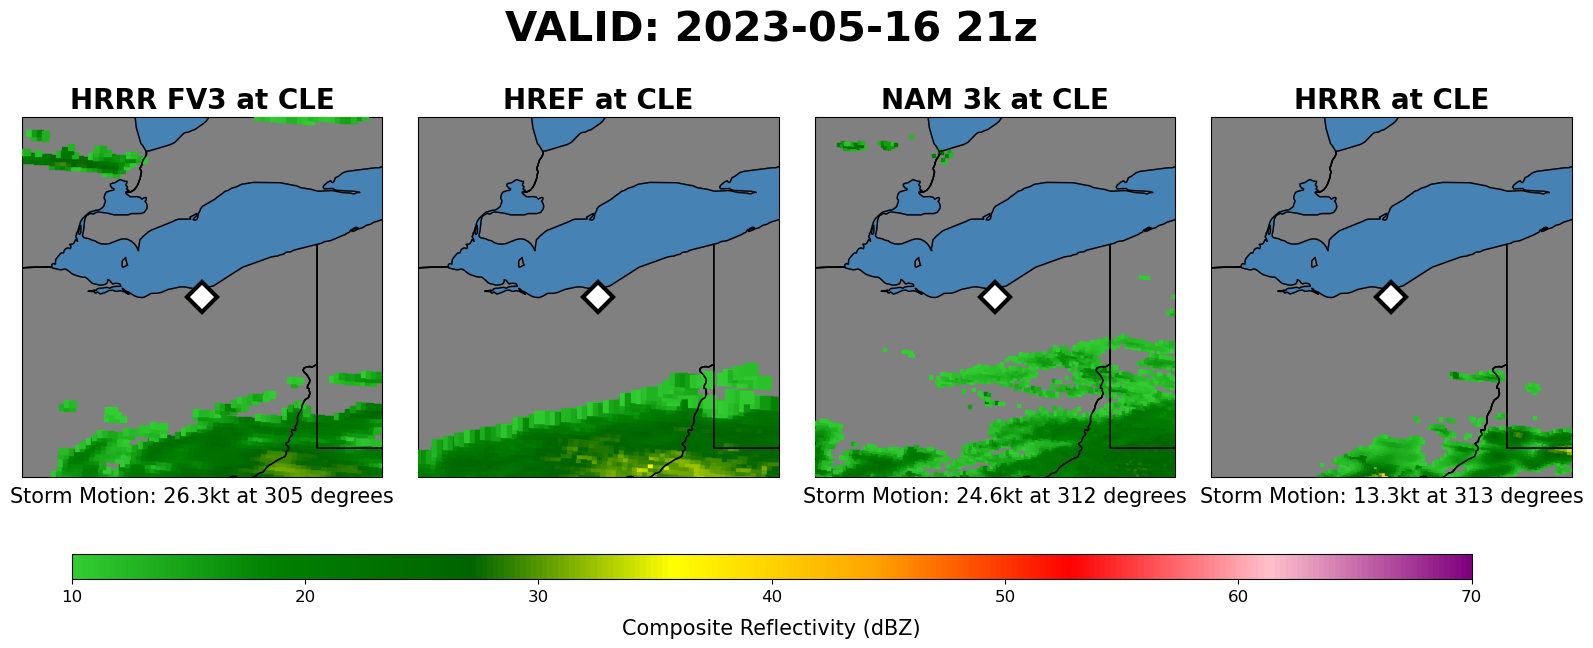 VALID: 2023-05-16 21z
HRRR FV3 at CLE
HREF at CLE
NAM 3k at CLE
HRRR at CLE
Storm Motion: 26.3kt at 305 degrees
Storm Motion: 24.6kt at 312 degrees
Storm Motion: 13.3kt at 313 degrees
10 20 30 40 50 60 70
Composite Reflectivity (dBZ)